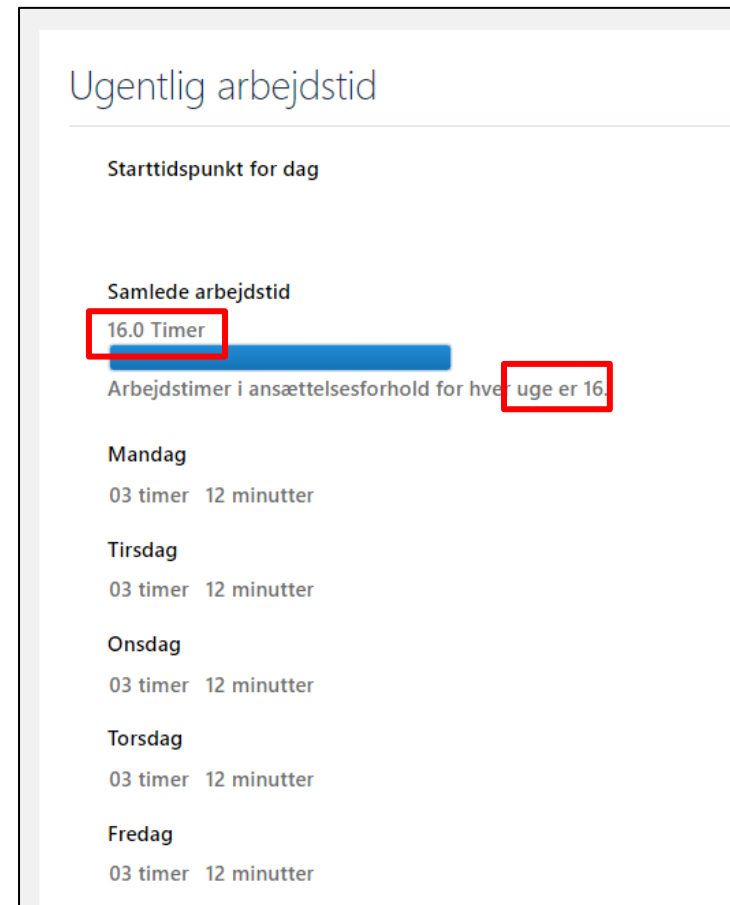 Ugentlig arbejdstid
Starttidspunkt for dag
Samlede arbejdstid
16.0 Timer
Arbejdstimer i ansættelsesforhold for hver uge er 16.
Mandag
03 timer 12 minutter
Tirsdag
03 timer 12 minutter
Onsdag
03 timer 12 minutter
Torsdag
03 timer 12 minutter
Fredag
03 timer 12 minutter